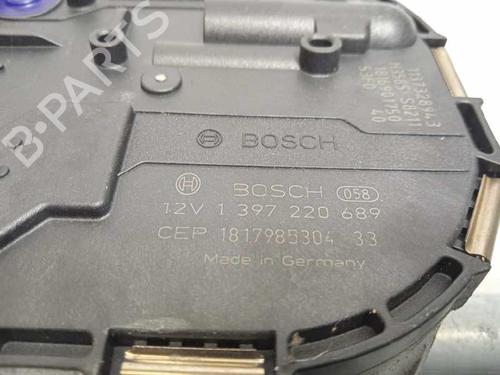 BOSCH
BOSCH 058
12V 1 397 220 689
CEP 1817985304 33
Made in Germany
B-Parts